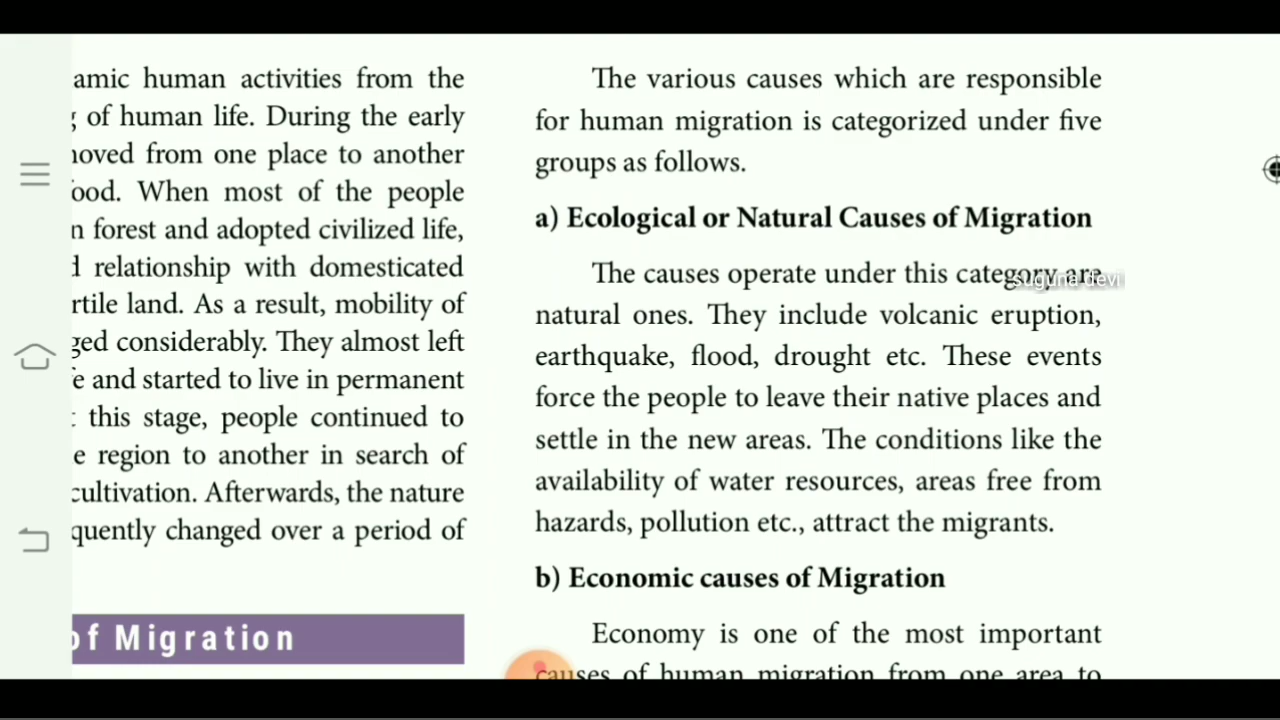 amic human activities from the
of human life. During the early
from one place to another
When most of the people
forest and adopted civilized life,
relationship with domesticated
land. As a result, mobility of
considerably. They almost left
and started to live in permanent
this stage, people continued to
region to another in search of
cultivation. Afterwards, the nature
quently changed over a period of
of Migration
The various causes which are responsible
for human migration is categorized under five
groups as follows.
a) Ecological or Natural Causes of Migration
The causes operate under this category are
suguna devi
natural ones. They include volcanic eruption,
earthquake, flood, drought etc. These events
force the people to leave their native places and
settle in the new areas. The conditions like the
availability of water resources, areas free from
hazards, pollution etc., attract the migrants.
b) Economic causes of Migration
Economy is one of the most important
causes of human migration from one area to